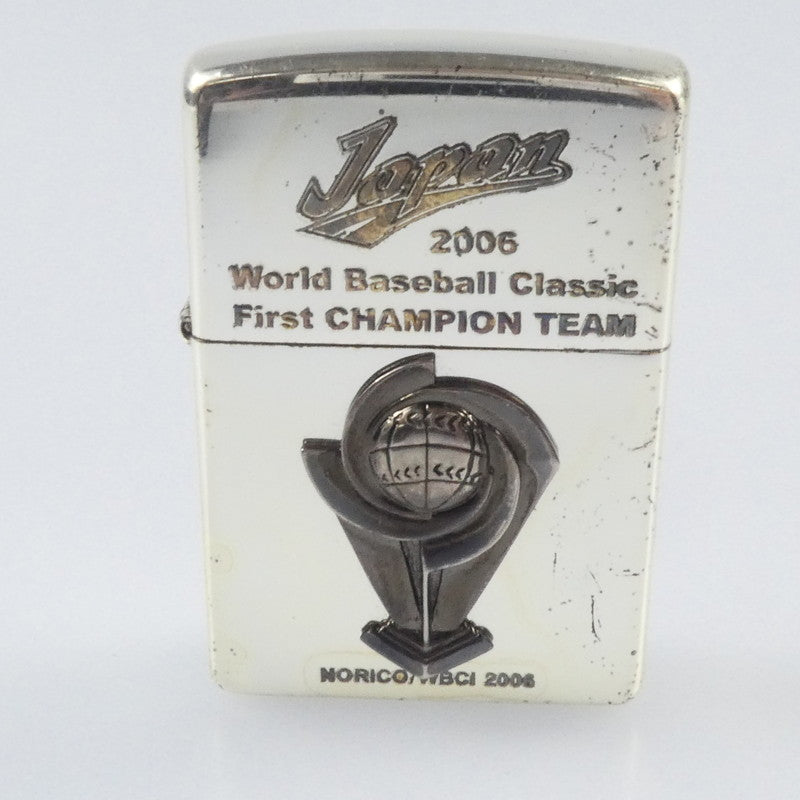 Japan
2006
World Baseball Classic
First CHAMPION TEAM
NORICO/WBCI 2006